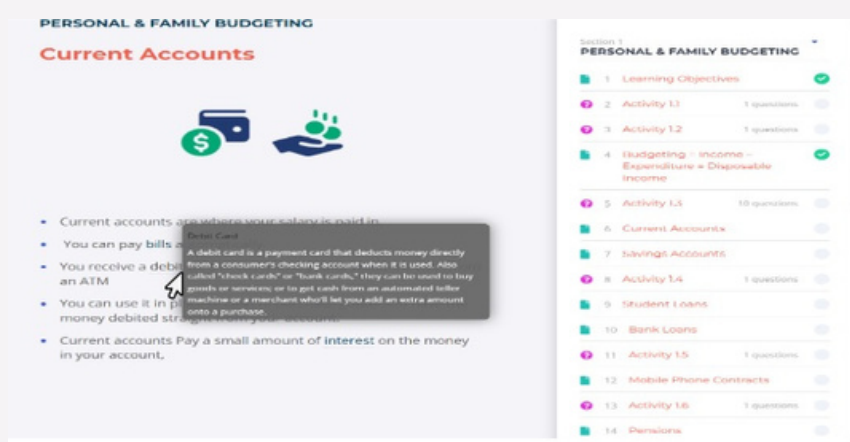 PERSONAL & FAMILY BUDGETING
Current Accounts
Current accounts are where your salary is paid in
You can pay bills a
You receive a debit
an ATM
You can use it in p
money debited straight from your account.
Current accounts Pay a small amount of interest on the money
in your account,
Debit Card
A debit card is a payment card that deducts money directly
from a consumer's checking account when it is used. Also
called "check cards" or "bank cards," they can be used to buy
goods or services; or to get cash from an automated teller
machine or a merchant who'll let you add an extra amount
onto a purchase.
Section 1
PERSONAL & FAMILY BUDGETING
1 Learning Objectives
2 Activity 1.1 1 questions
3 Activity 1.2 1 questions
4 Budgeting : Income -
Expenditure = Disposable
Income
5 Activity 1.3 10 questions
6 Current Accounts
7 Savings Accounts
8 Activity 1.4 1 questions
9 Student Loans
10 Bank Loans
11 Activity 1.5 1 questions
12 Mobile Phone Contracts
13 Activity 1.6 1 questions
14 Pensions